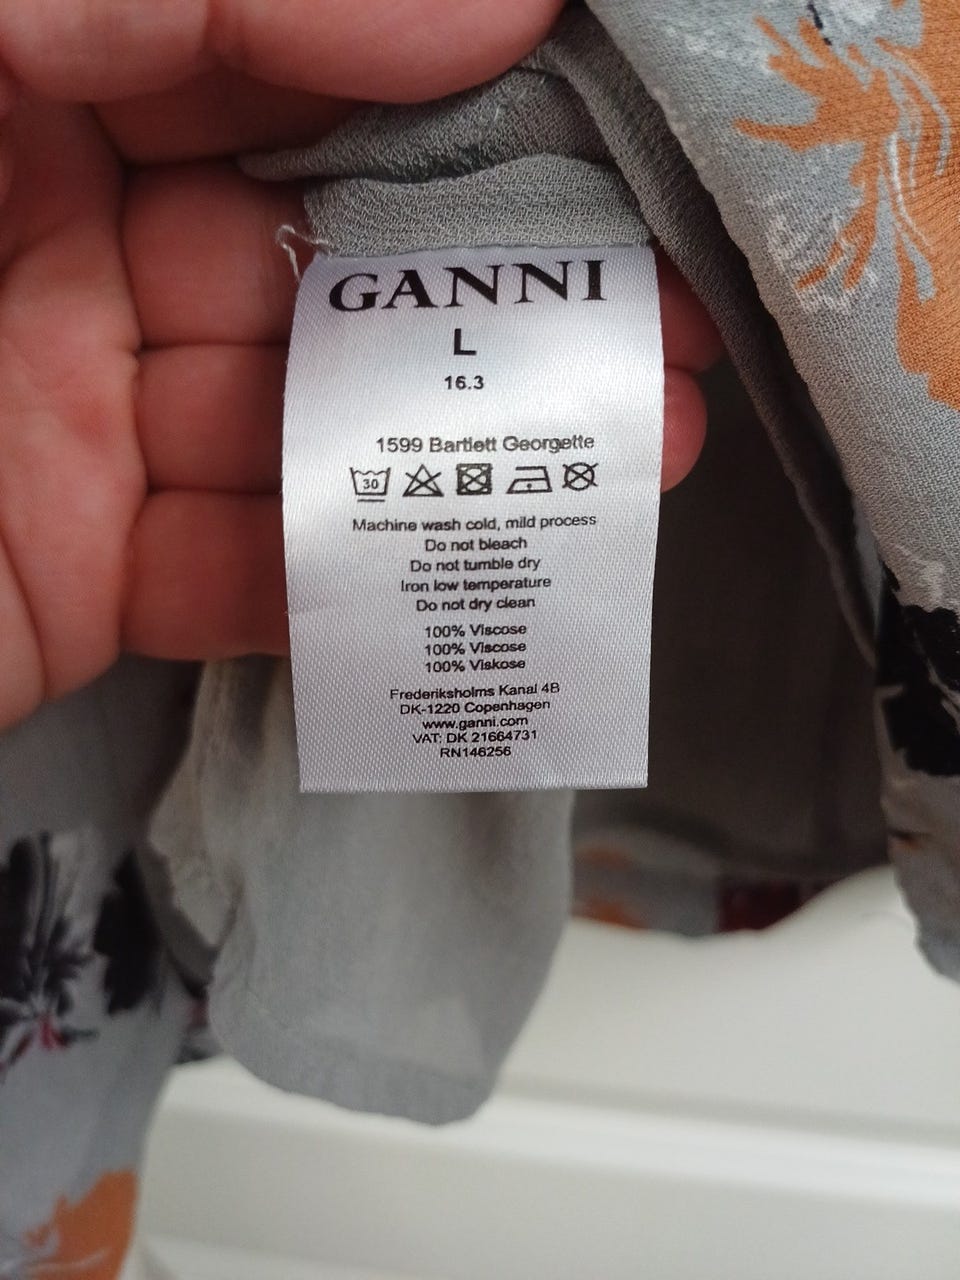 GANNI
L
16.3
1599 Bartlett Georgette
30
Machine wash cold, mild process
Do not bleach
Do not tumble dry
Iron low temperature
Do not dry clean
100% Viscose
100% Viscose
100% Viskose
Frederiksholms Kanal 4B
DK-1220 Copenhagen
www.ganni.com
VAT: DK 21664731
RN146256